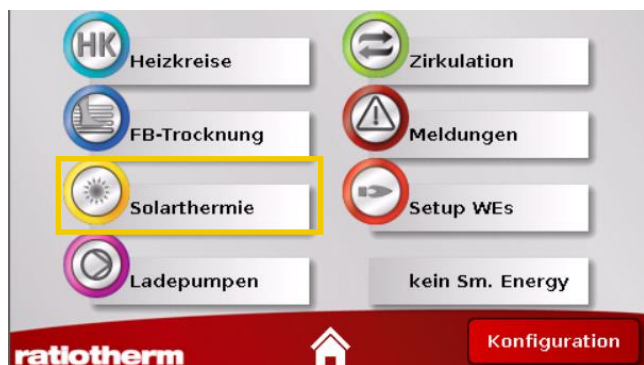 HK Heizkreise
Zirkulation
FB-Trocknung
Meldungen
Solarthermie
Setup WEs
Ladepumpen
kein Sm. Energy
ratiotherm
Konfiguration